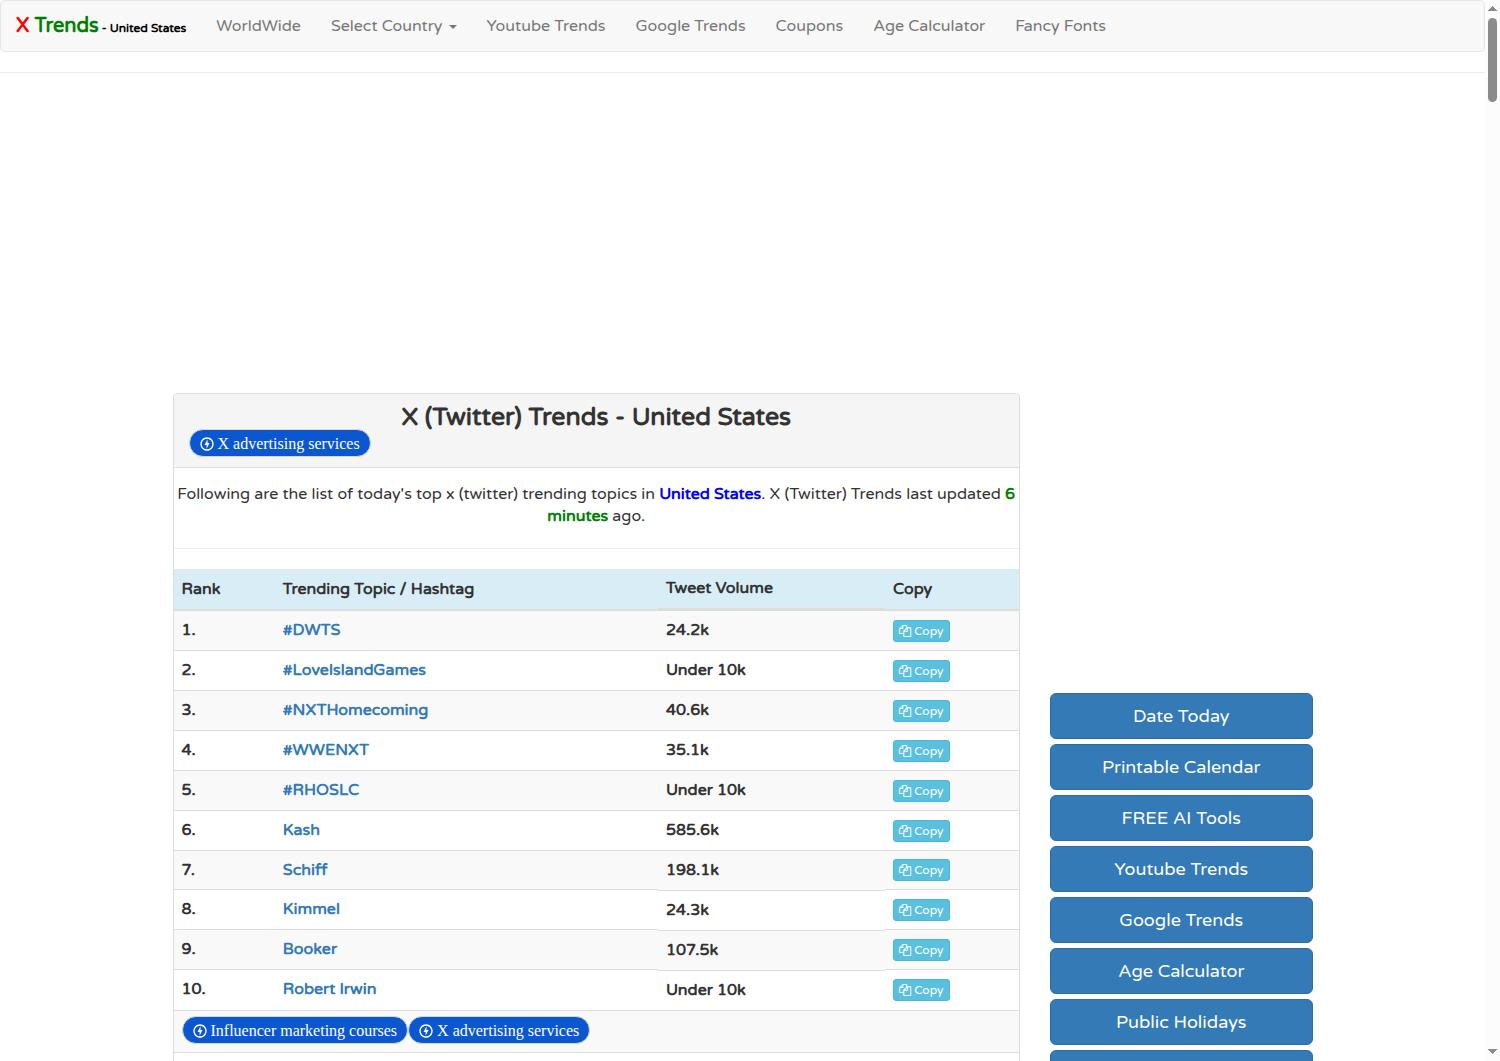 X Trends - United States
WorldWide
Select Country
Youtube Trends
Google Trends
Coupons
Age Calculator
Fancy Fonts
X (Twitter) Trends - United States
X advertising services
Following are the list of today's top x (twitter) trending topics in United States. X (Twitter) Trends last updated 6
minutes ago.
Rank Trending Topic / Hashtag Tweet Volume Copy
1. #DWTS 24.2k Copy
2. #LoveIslandGames Under 10k Copy
3. #NXTHomecoming 40.6k Copy
4. #WWENXT 35.1k Copy
5. #RHOSLC Under 10k Copy
6. Kash 585.6k Copy
7. Schiff 198.1k Copy
8. Kimmel 24.3k Copy
9. Booker 107.5k Copy
10. Robert Irwin Under 10k Copy
Influencer marketing courses
X advertising services
Date Today
Printable Calendar
FREE AI Tools
Youtube Trends
Google Trends
Age Calculator
Public Holidays